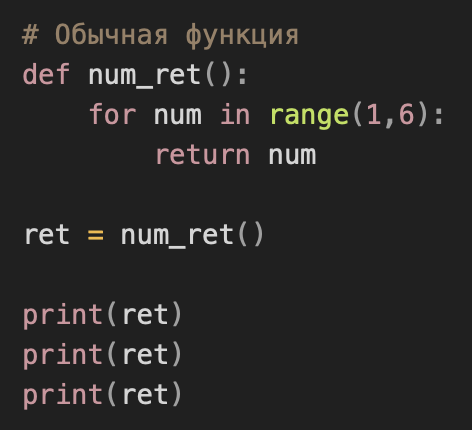 # Обычная функция
def num_ret():
    for num in range(1,6):
        return num

ret = num_ret()

print(ret)
print(ret)
print(ret)